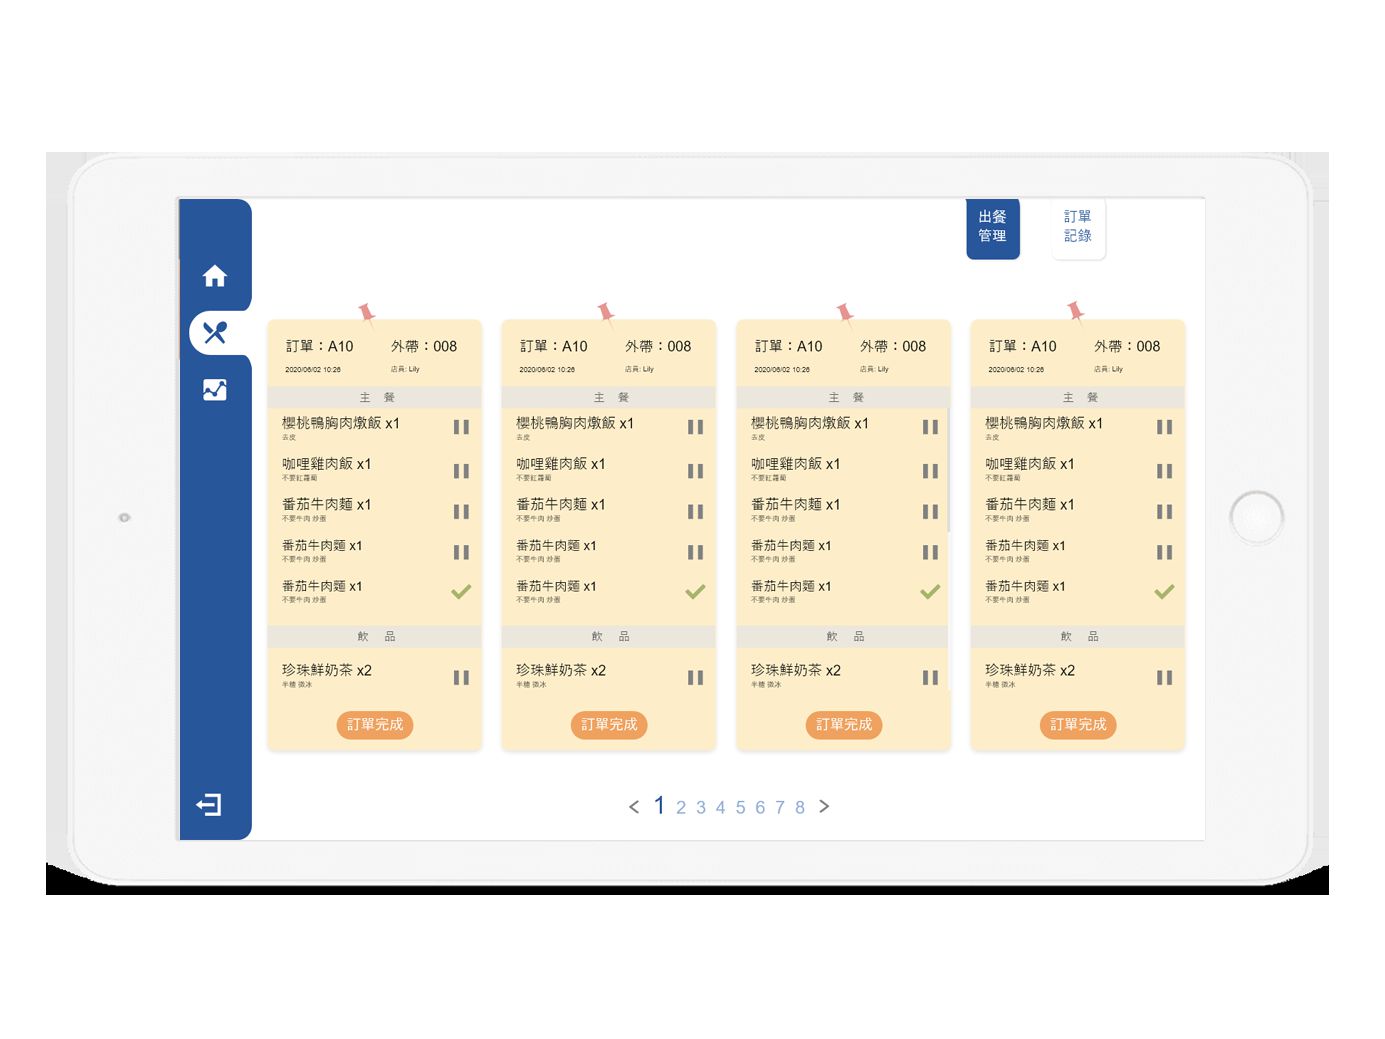 出餐
管理
訂單
記錄
訂單：A10
外帶：008
2020/06/02 10:26
店員: Lily
主 餐
櫻桃鴨胸肉燉飯 x1
去皮
咖哩雞肉飯 x1
不要紅蘿蔔
番茄牛肉麵 x1
不要牛肉 炒蛋
番茄牛肉麵 x1
不要牛肉 炒蛋
番茄牛肉麵 x1
不要牛肉 炒蛋
飲 品
珍珠鮮奶茶 x2
半糖 微冰
訂單完成
訂單：A10
外帶：008
2020/06/02 10:26
店員: Lily
主 餐
櫻桃鴨胸肉燉飯 x1
去皮
咖哩雞肉飯 x1
不要紅蘿蔔
番茄牛肉麵 x1
不要牛肉 炒蛋
番茄牛肉麵 x1
不要牛肉 炒蛋
番茄牛肉麵 x1
不要牛肉 炒蛋
飲 品
珍珠鮮奶茶 x2
半糖 微冰
訂單完成
訂單：A10
外帶：008
2020/06/02 10:26
店員: Lily
主 餐
櫻桃鴨胸肉燉飯 x1
去皮
咖哩雞肉飯 x1
不要紅蘿蔔
番茄牛肉麵 x1
不要牛肉 炒蛋
番茄牛肉麵 x1
不要牛肉 炒蛋
番茄牛肉麵 x1
不要牛肉 炒蛋
飲 品
珍珠鮮奶茶 x2
半糖 微冰
訂單完成
訂單：A10
外帶：008
2020/06/02 10:26
店員: Lily
主 餐
櫻桃鴨胸肉燉飯 x1
去皮
咖哩雞肉飯 x1
不要紅蘿蔔
番茄牛肉麵 x1
不要牛肉 炒蛋
番茄牛肉麵 x1
不要牛肉 炒蛋
番茄牛肉麵 x1
不要牛肉 炒蛋
飲 品
珍珠鮮奶茶 x2
半糖 微冰
訂單完成
< 1 2 3 4 5 6 7 8 >